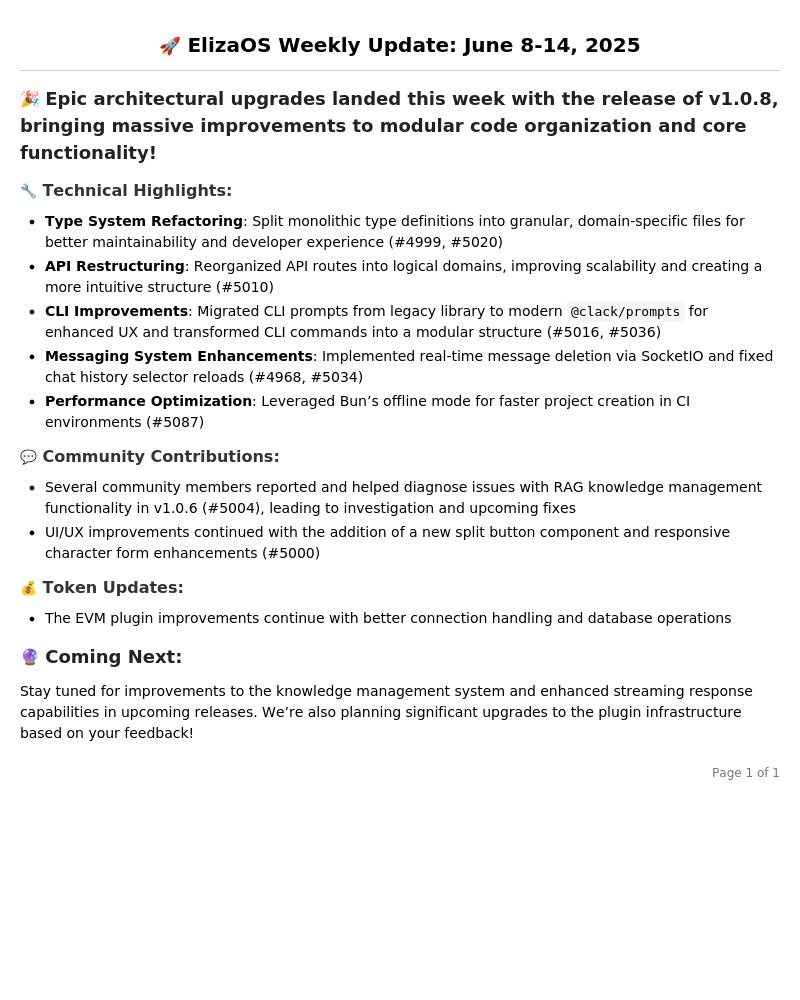 🚀 ElizaOS Weekly Update: June 8-14, 2025
🎉 Epic architectural upgrades landed this week with the release of v1.0.8,
bringing massive improvements to modular code organization and core
functionality!
🔧 Technical Highlights:
• Type System Refactoring: Split monolithic type definitions into granular, domain-specific files for
better maintainability and developer experience (#4999, #5020)
• API Restructuring: Reorganized API routes into logical domains, improving scalability and creating a
more intuitive structure (#5010)
• CLI Improvements: Migrated CLI prompts from legacy library to modern @clack/prompts for
enhanced UX and transformed CLI commands into a modular structure (#5016, #5036)
• Messaging System Enhancements: Implemented real-time message deletion via SocketIO and fixed
chat history selector reloads (#4968, #5034)
• Performance Optimization: Leveraged Bun’s offline mode for faster project creation in CI
environments (#5087)
💬 Community Contributions:
• Several community members reported and helped diagnose issues with RAG knowledge management
functionality in v1.0.6 (#5004), leading to investigation and upcoming fixes
• UI/UX improvements continued with the addition of a new split button component and responsive
character form enhancements (#5000)
💰 Token Updates:
• The EVM plugin improvements continue with better connection handling and database operations
🔮 Coming Next:
Stay tuned for improvements to the knowledge management system and enhanced streaming response
capabilities in upcoming releases. We’re also planning significant upgrades to the plugin infrastructure
based on your feedback!
Page 1 of 1